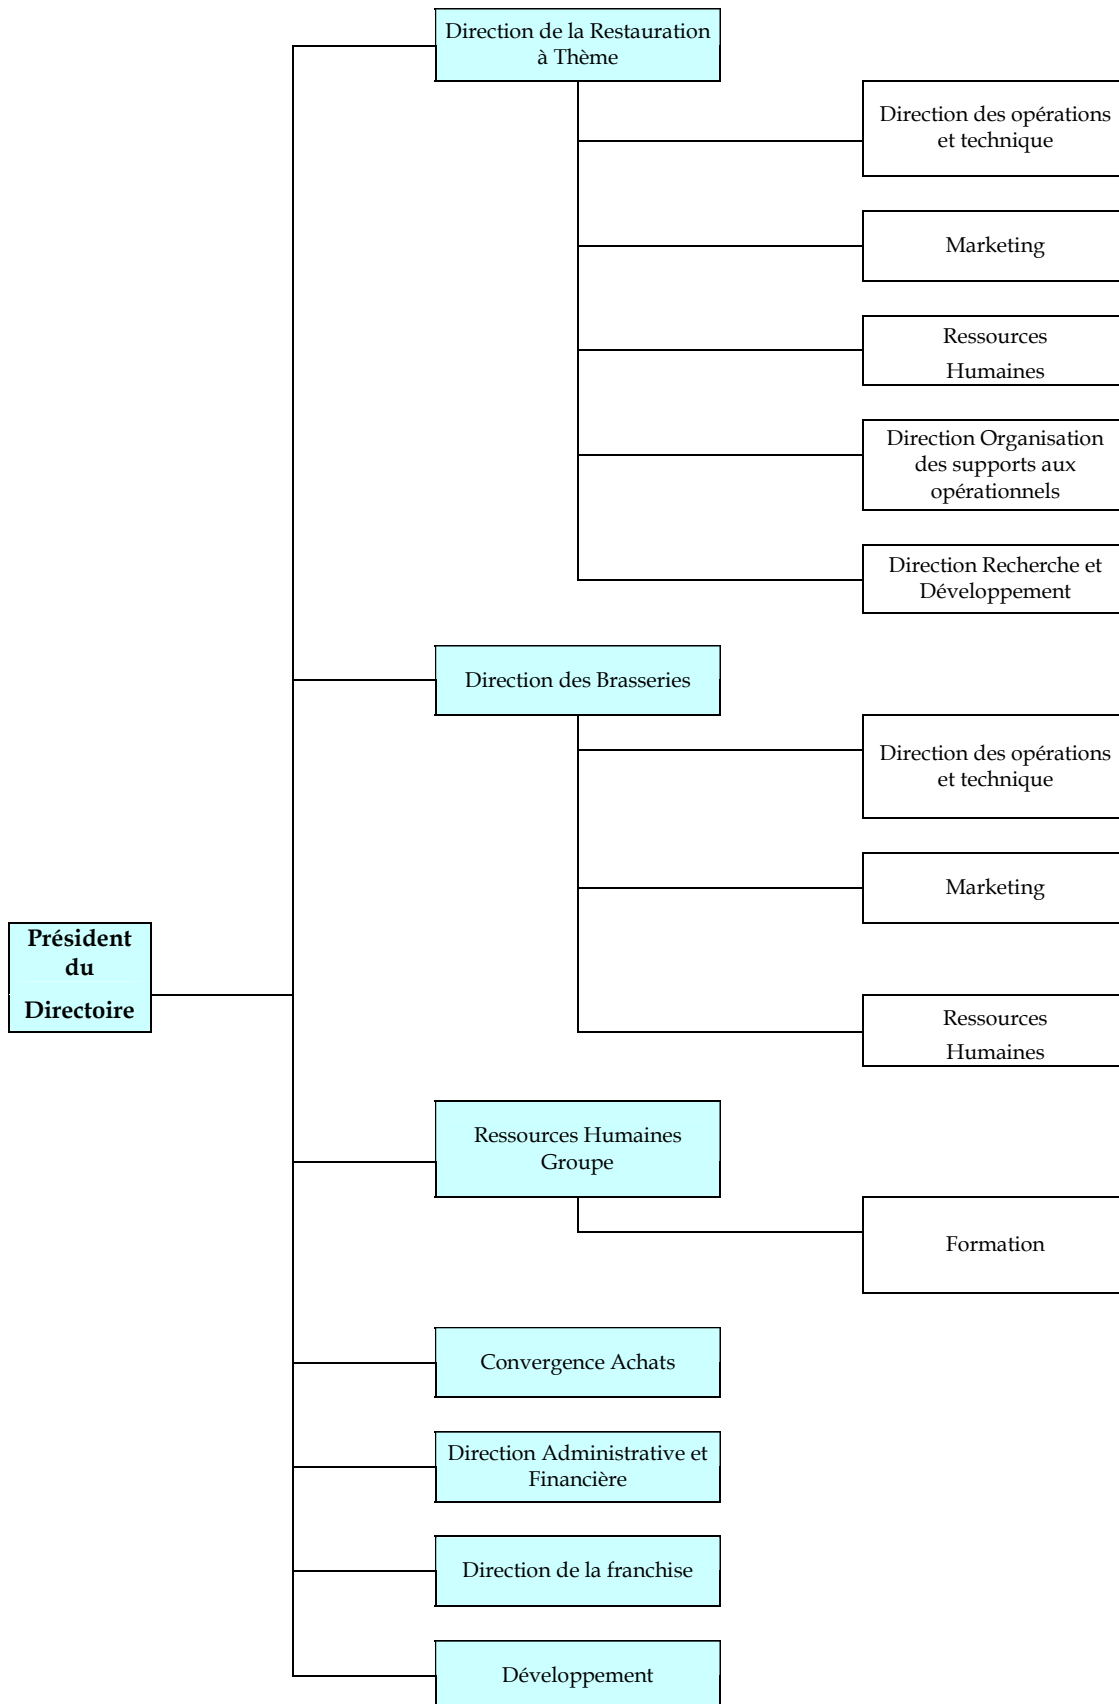 Direction de la Restauration
à Thème
Direction des opérations
et technique
Marketing
Ressources
Humaines
Direction Organisation
des supports aux
opérationnels
Direction Recherche et
Développement
Direction des Brasseries
Direction des opérations
et technique
Marketing
Ressources
Humaines
Président
du
Directoire
Ressources Humaines
Groupe
Formation
Convergence Achats
Direction Administrative et
Financière
Direction de la franchise
Développement